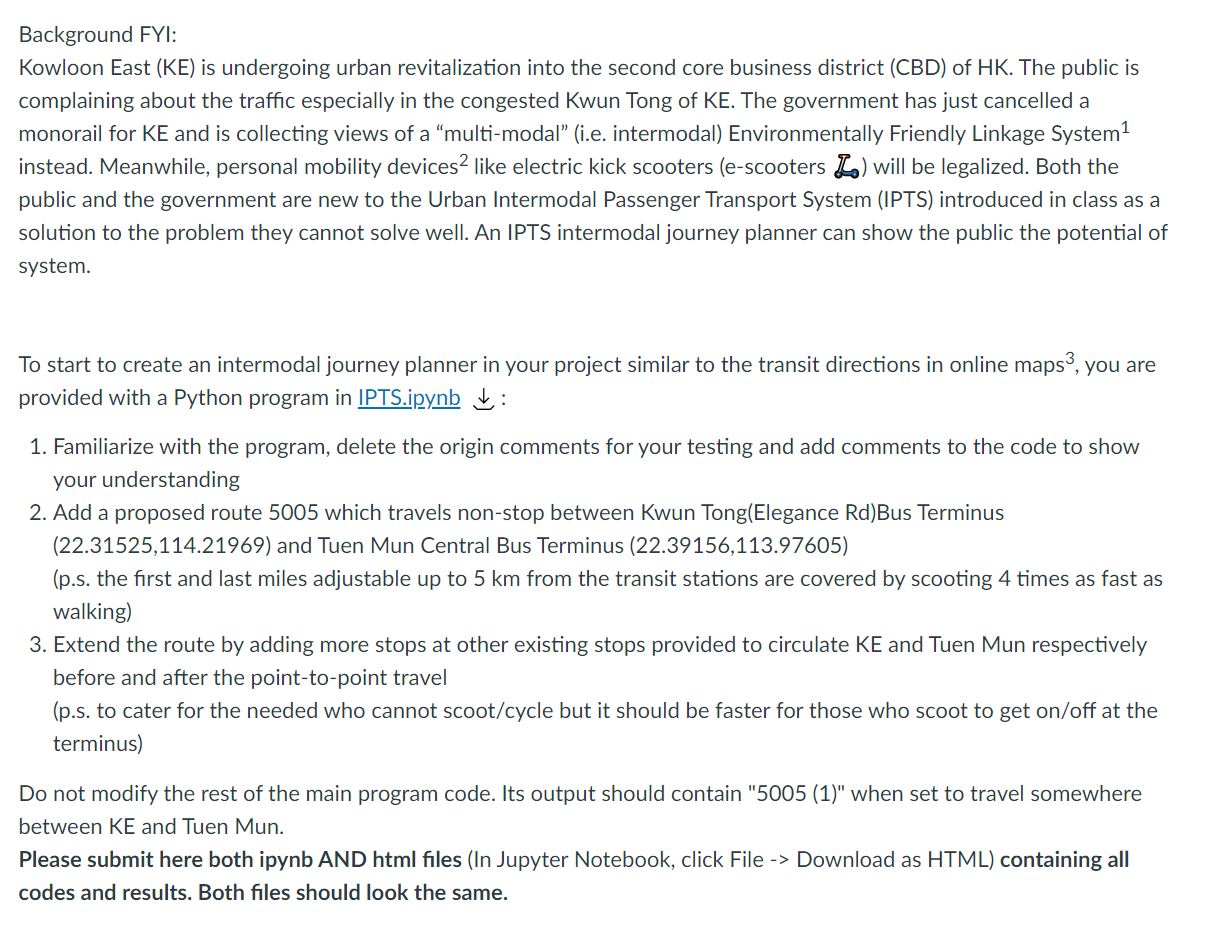 Background FYI:
Kowloon East (KE) is undergoing urban revitalization into the second core business district (CBD) of HK. The public is
complaining about the traffic especially in the congested Kwun Tong of KE. The government has just cancelled a
monorail for KE and is collecting views of a “multi-modal” (i.e. intermodal) Environmentally Friendly Linkage System1
instead. Meanwhile, personal mobility devices2 like electric kick scooters (e-scooters 🛴) will be legalized. Both the
public and the government are new to the Urban Intermodal Passenger Transport System (IPTS) introduced in class as a
solution to the problem they cannot solve well. An IPTS intermodal journey planner can show the public the potential of
system.
To start to create an intermodal journey planner in your project similar to the transit directions in online maps3, you are
provided with a Python program in IPTS.ipynb :
1. Familiarize with the program, delete the origin comments for your testing and add comments to the code to show
your understanding
2. Add a proposed route 5005 which travels non-stop between Kwun Tong(Elegance Rd)Bus Terminus
(22.31525,114.21969) and Tuen Mun Central Bus Terminus (22.39156,113.97605)
(p.s. the first and last miles adjustable up to 5 km from the transit stations are covered by scooting 4 times as fast as
walking)
3. Extend the route by adding more stops at other existing stops provided to circulate KE and Tuen Mun respectively
before and after the point-to-point travel
(p.s. to cater for the needed who cannot scoot/cycle but it should be faster for those who scoot to get on/off at the
terminus)
Do not modify the rest of the main program code. Its output should contain "5005 (1)" when set to travel somewhere
between KE and Tuen Mun.
Please submit here both ipynb AND html files (In Jupyter Notebook, click File -> Download as HTML) containing all
codes and results. Both files should look the same.